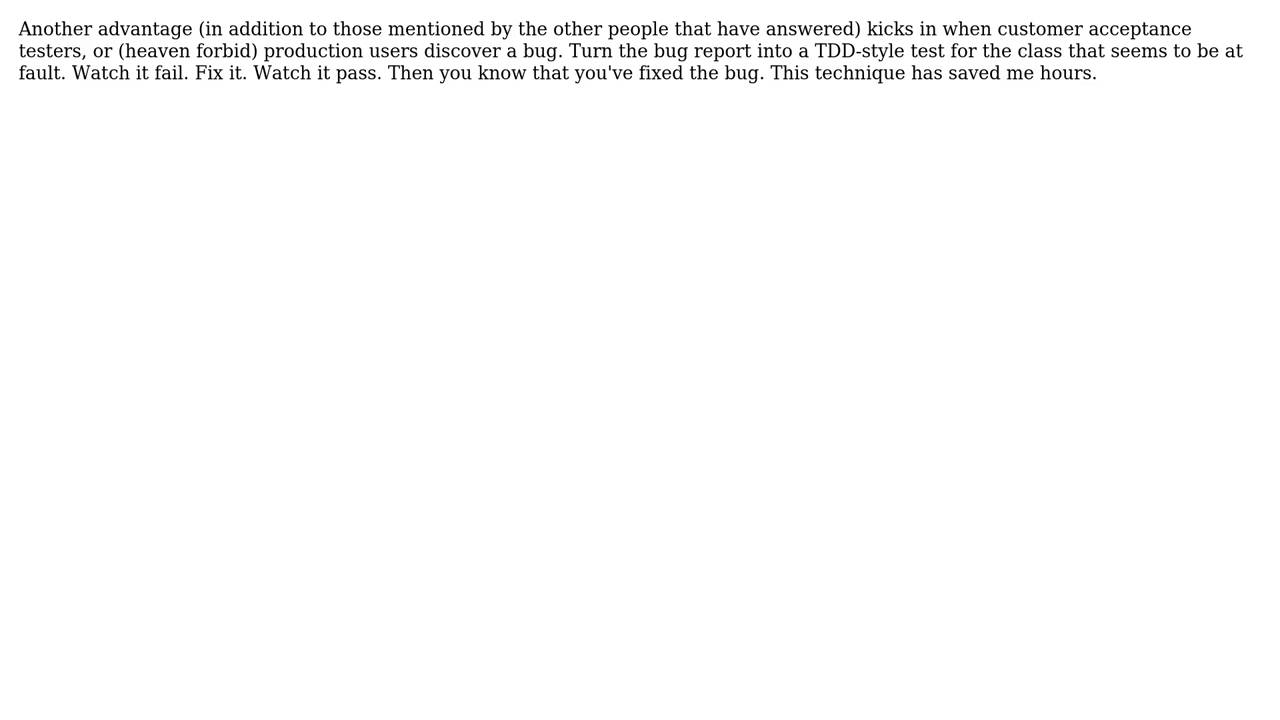 Another advantage (in addition to those mentioned by the other people that have answered) kicks in when customer acceptance
testers, or (heaven forbid) production users discover a bug. Turn the bug report into a TDD-style test for the class that seems to be at
fault. Watch it fail. Fix it. Watch it pass. Then you know that you've fixed the bug. This technique has saved me hours.